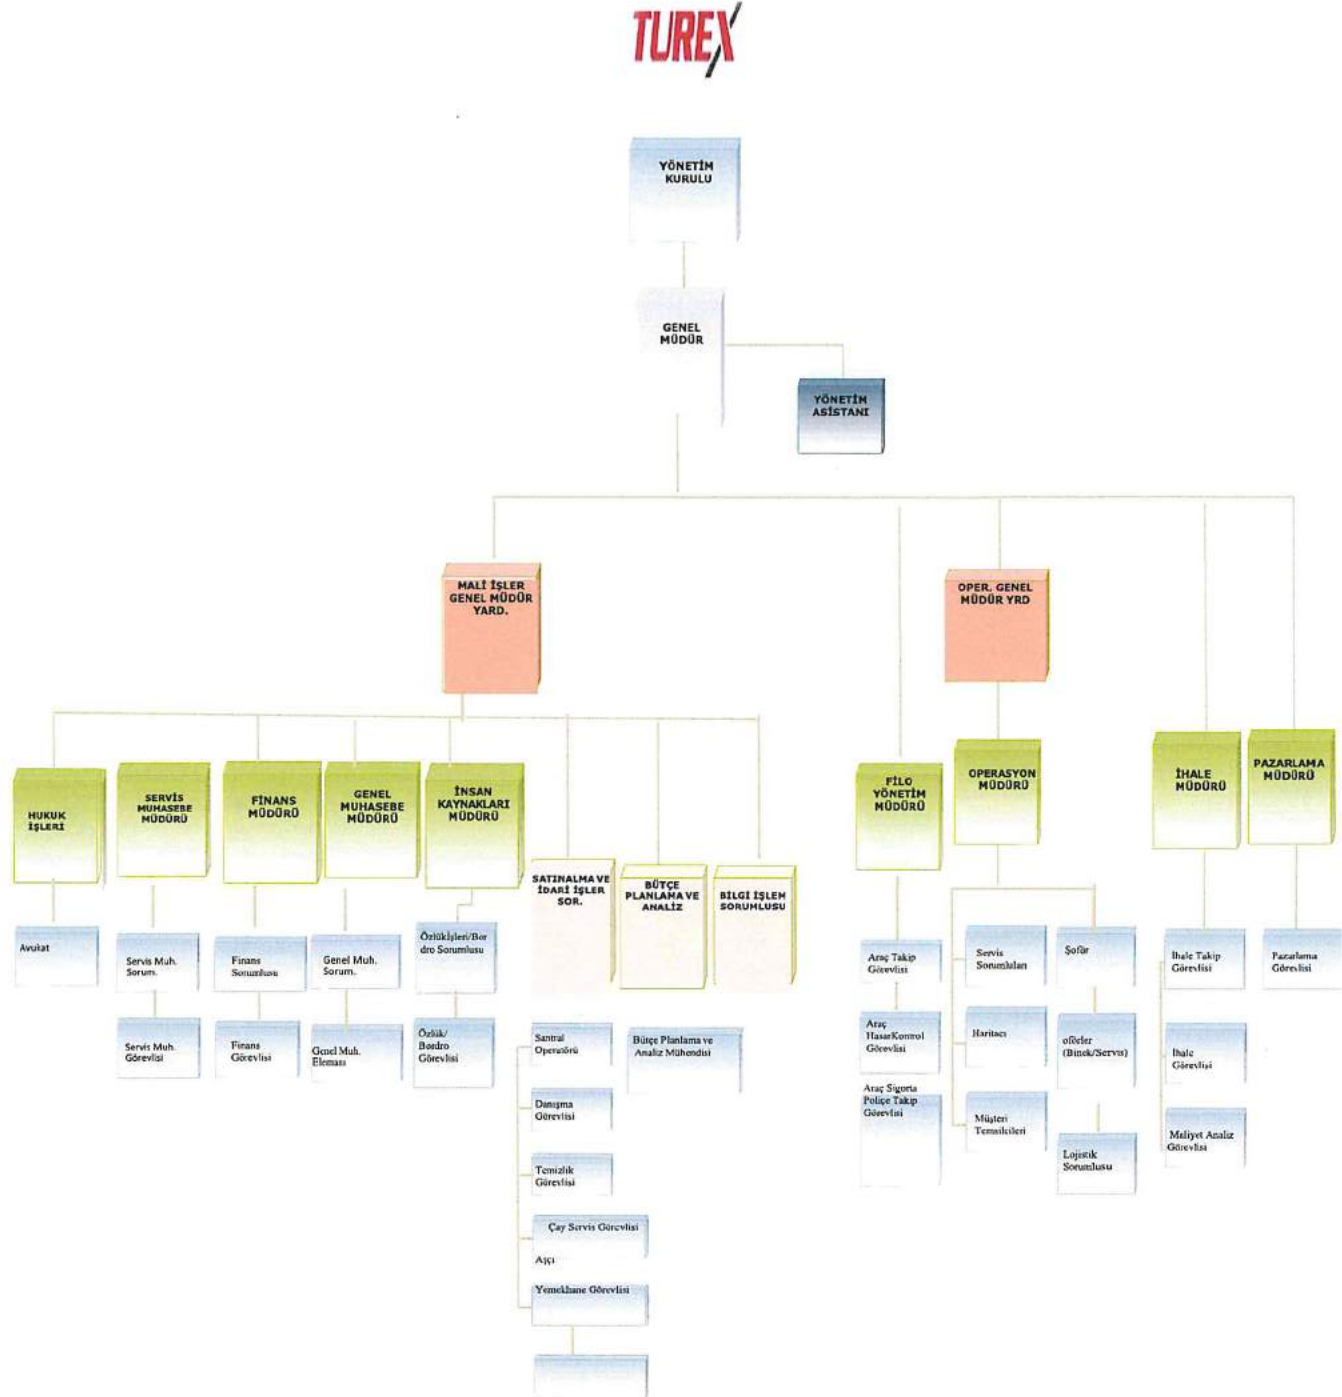 TUREX
YÖNETİM
KURULU
GENEL
MÜDÜR
YÖNETİM
ASİSTANI
MALİ İŞLER
GENEL MÜDÜR
YARD.
OPER. GENEL
MÜDÜR YRD
HUKUK
İŞLERİ
SERVİS
MUHASEBE
MÜDÜRÜ
FİNANS
MÜDÜRÜ
GENEL
MUHASEBE
MÜDÜRÜ
İNSAN
KAYNAKLARI
MÜDÜRÜ
SATINALMA VE
İDARİ İŞLER
SOR.
BÜTÇE
PLANLAMA VE
ANALİZ
BİLGİ İŞLEM
SORUMLUSU
FİLO
YÖNETİM
MÜDÜRÜ
OPERASYON
MÜDÜRÜ
İHALE
MÜDÜRÜ
PAZARLAMA
MÜDÜRÜ
Avukat
Servis Muh.
Sorum.
Finans
Sorumlusu
Genel Muh.
Sorum.
Özlükİşleri/Bor
dro Sorumlusu
Servis Muh.
Görevlisi
Finans
Görevlisi
Genel Muh.
Eleması
Özlük/
Bordro
Görevlisi
Santral
Operatörü
Danışma
Görevlisi
Temizlik
Görevlisi
Çay Servis Görevlisi
Aşçı
Yemekhane Görevlisi
Bütçe Planlama ve
Analiz Mühendisi
Araç Takip
Görevlisi
Araç
HasarKontrol
Görevlisi
Araç Sigorta
Poliçe Takip
Görevlisi
Servis
Sorumluları
Haritacı
Müşteri
Temsilcileri
Şoför
oförler
(Binek/Servis)
Lojistik
Sorumlusu
İhale Takip
Görevlisi
İhale
Görevlisi
Maliyet Analiz
Görevlisi
Pazarlama
Görevlisi